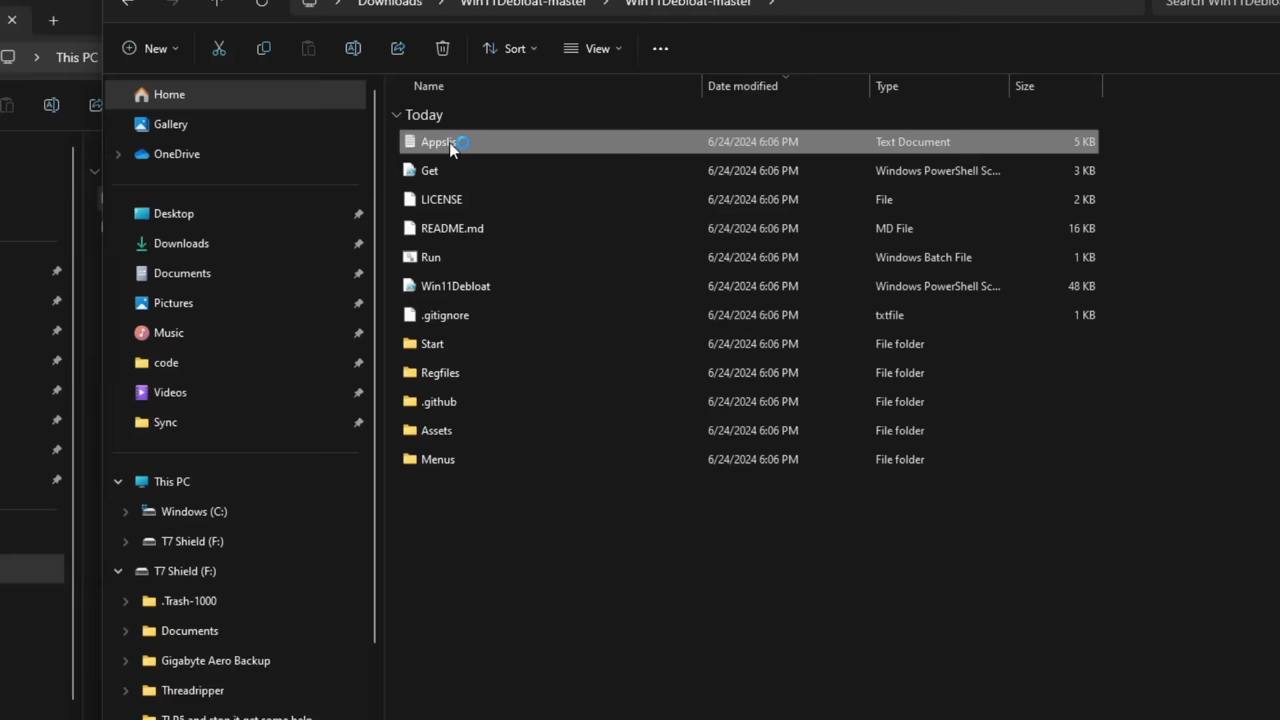 Downloads > Win11Debloat-master > Win11Debloat-master >
This PC
New
Sort
View
Home
Gallery
OneDrive
Desktop
Downloads
Documents
Pictures
Music
code
Videos
Sync
This PC
Windows (C:)
T7 Shield (F:)
T7 Shield (F:)
.Trash-1000
Documents
Gigabyte Aero Backup
Threadripper
Name Date modified Type Size
Today
6/24/2024 6:06 PM Text Document 5 KB
Get 6/24/2024 6:06 PM Windows PowerShell Sc... 3 KB
LICENSE 6/24/2024 6:06 PM File 2 KB
README.md 6/24/2024 6:06 PM MD File 16 KB
Run 6/24/2024 6:06 PM Windows Batch File 1 KB
Win11Debloat 6/24/2024 6:06 PM Windows PowerShell Sc... 48 KB
.gitignore 6/24/2024 6:06 PM txtfile 1 KB
Start 6/24/2024 6:06 PM File folder
Regfiles 6/24/2024 6:06 PM File folder
.github 6/24/2024 6:06 PM File folder
Assets 6/24/2024 6:06 PM File folder
Menus 6/24/2024 6:06 PM File folder